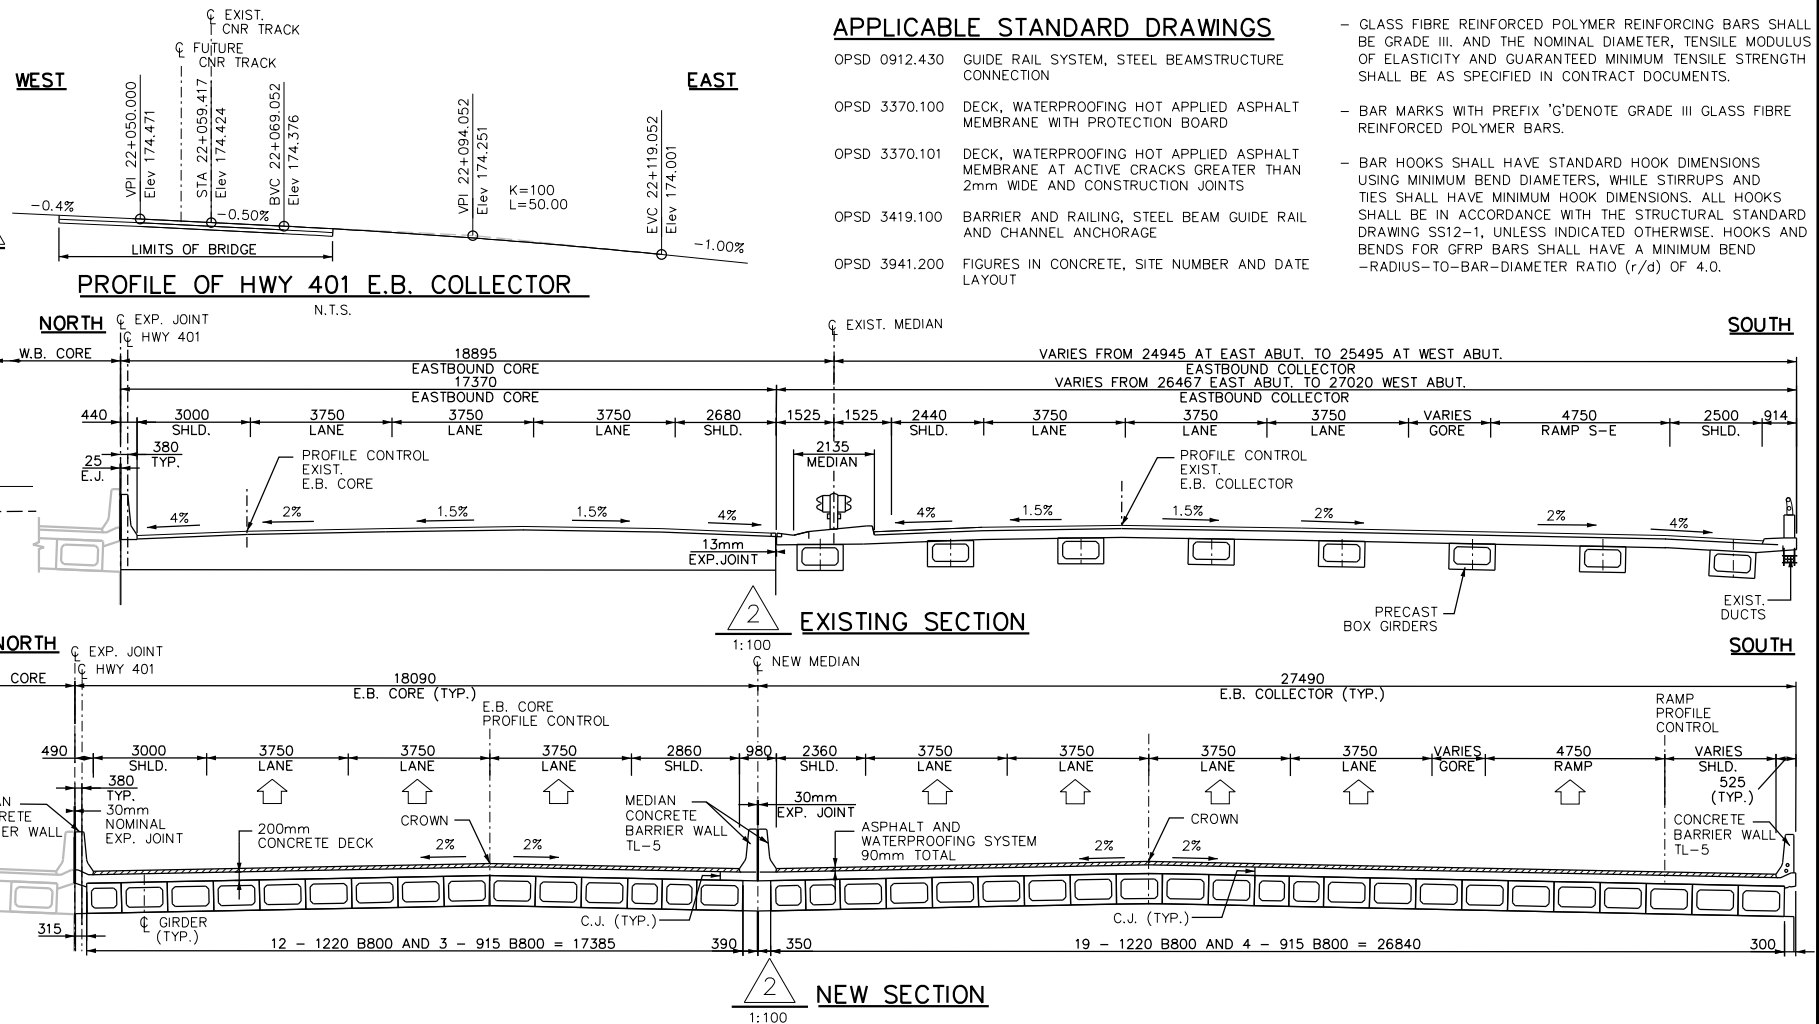 ℄ EXIST.
CNR TRACK
℄ FUTURE
CNR TRACK
WEST
EAST
VPI 22+050.000
Elev 174.471
STA 22+059.417
Elev 174.424
BVC 22+069.052
Elev 174.376
VPI 22+094.052
Elev 174.251
K=100
L=50.00
EVC 22+119.052
Elev 174.001
-0.4%
-0.50%
-1.00%
LIMITS OF BRIDGE
PROFILE OF HWY 401 E.B. COLLECTOR
N.T.S.
APPLICABLE STANDARD DRAWINGS
OPSD 0912.430 GUIDE RAIL SYSTEM, STEEL BEAMSTRUCTURE
CONNECTION
OPSD 3370.100 DECK, WATERPROOFING HOT APPLIED ASPHALT
MEMBRANE WITH PROTECTION BOARD
OPSD 3370.101 DECK, WATERPROOFING HOT APPLIED ASPHALT
MEMBRANE AT ACTIVE CRACKS GREATER THAN
2mm WIDE AND CONSTRUCTION JOINTS
OPSD 3419.100 BARRIER AND RAILING, STEEL BEAM GUIDE RAIL
AND CHANNEL ANCHORAGE
OPSD 3941.200 FIGURES IN CONCRETE, SITE NUMBER AND DATE
LAYOUT
- GLASS FIBRE REINFORCED POLYMER REINFORCING BARS SHALL
BE GRADE III. AND THE NOMINAL DIAMETER, TENSILE MODULUS
OF ELASTICITY AND GUARANTEED MINIMUM TENSILE STRENGTH
SHALL BE AS SPECIFIED IN CONTRACT DOCUMENTS.
- BAR MARKS WITH PREFIX 'G'DENOTE GRADE III GLASS FIBRE
REINFORCED POLYMER BARS.
- BAR HOOKS SHALL HAVE STANDARD HOOK DIMENSIONS
USING MINIMUM BEND DIAMETERS, WHILE STIRRUPS AND
TIES SHALL HAVE MINIMUM HOOK DIMENSIONS. ALL HOOKS
SHALL BE IN ACCORDANCE WITH THE STRUCTURAL STANDARD
DRAWING SS12-1, UNLESS INDICATED OTHERWISE. HOOKS AND
BENDS FOR GFRP BARS SHALL HAVE A MINIMUM BEND
-RADIUS-TO-BAR-DIAMETER RATIO (r/d) OF 4.0.
NORTH
℄ EXP. JOINT
℄ HWY 401
℄ EXIST. MEDIAN
SOUTH
W.B. CORE
18895
EASTBOUND CORE
VARIES FROM 24945 AT EAST ABUT. TO 25495 AT WEST ABUT.
EASTBOUND COLLECTOR
17370
EASTBOUND CORE
VARIES FROM 26467 EAST ABUT. TO 27020 WEST ABUT.
EASTBOUND COLLECTOR
440 3000 3750 3750 3750 2680 1525 1525 2440 3750 3750 3750 VARIES 4750 2500 914
SHLD. LANE LANE LANE SHLD. SHLD. LANE LANE LANE GORE RAMP S-E SHLD.
380
TYP.
25
E.J.
PROFILE CONTROL
EXIST.
E.B. CORE
2135
MEDIAN
PROFILE CONTROL
EXIST.
E.B. COLLECTOR
4% 2% 1.5% 1.5% 4% 4% 1.5% 1.5% 2% 2% 4%
13mm
EXP.JOINT
PRECAST
BOX GIRDERS
EXIST.
DUCTS
2
EXISTING SECTION
1:100
NORTH
℄ EXP. JOINT
℄ HWY 401
℄ NEW MEDIAN
SOUTH
CORE
18090
E.B. CORE (TYP.)
27490
E.B. COLLECTOR (TYP.)
E.B. CORE
PROFILE CONTROL
RAMP
PROFILE
CONTROL
490 3000 3750 3750 3750 2860 980 2360 3750 3750 3750 3750 VARIES 4750 VARIES
SHLD. LANE LANE LANE SHLD. SHLD. LANE LANE LANE LANE GORE RAMP SHLD.
380
TYP.
30mm
NOMINAL
EXP. JOINT
525
(TYP.)
AN
CRETE
ER WALL
200mm
CONCRETE DECK
CROWN
2% 2%
MEDIAN
CONCRETE
BARRIER WALL
TL-5
30mm
EXP. JOINT
ASPHALT AND
WATERPROOFING SYSTEM
90mm TOTAL
CROWN
2% 2%
CONCRETE
BARRIER WALL
TL-5
℄ GIRDER
(TYP.)
C.J. (TYP.)
C.J. (TYP.)
315
12 - 1220 B800 AND 3 - 915 B800 = 17385
390
350
19 - 1220 B800 AND 4 - 915 B800 = 26840
300
2
NEW SECTION
1:100